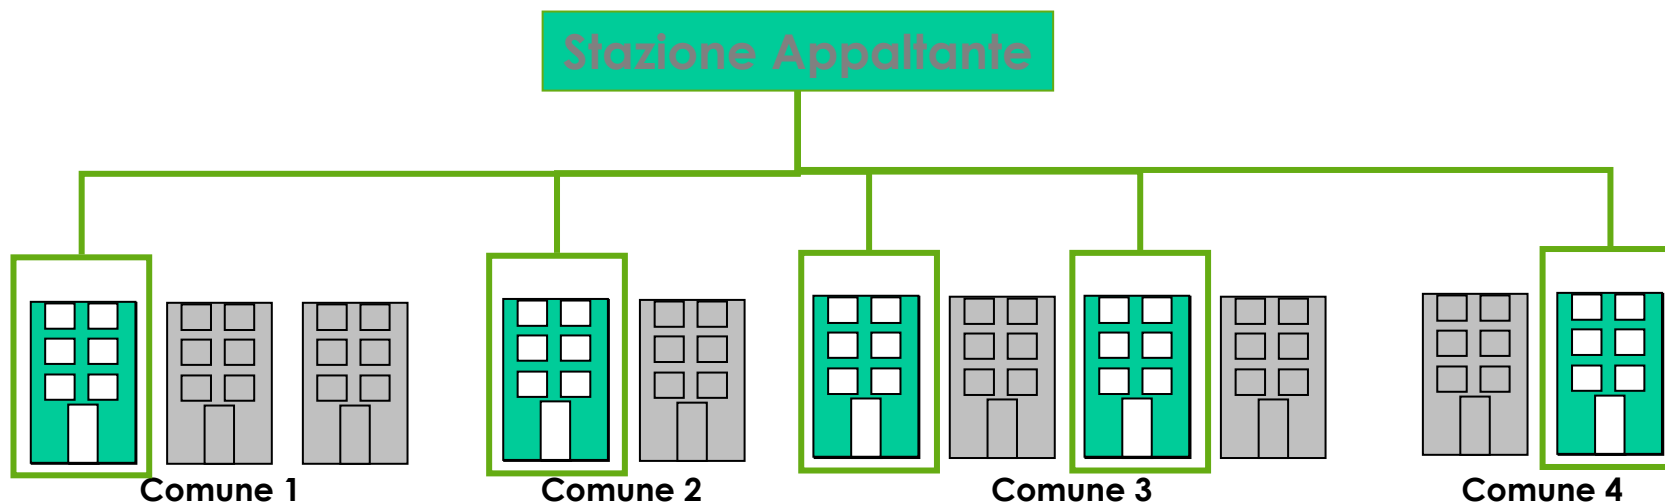 Stazione Appaltante
Comune 1
Comune 2
Comune 3
Comune 4